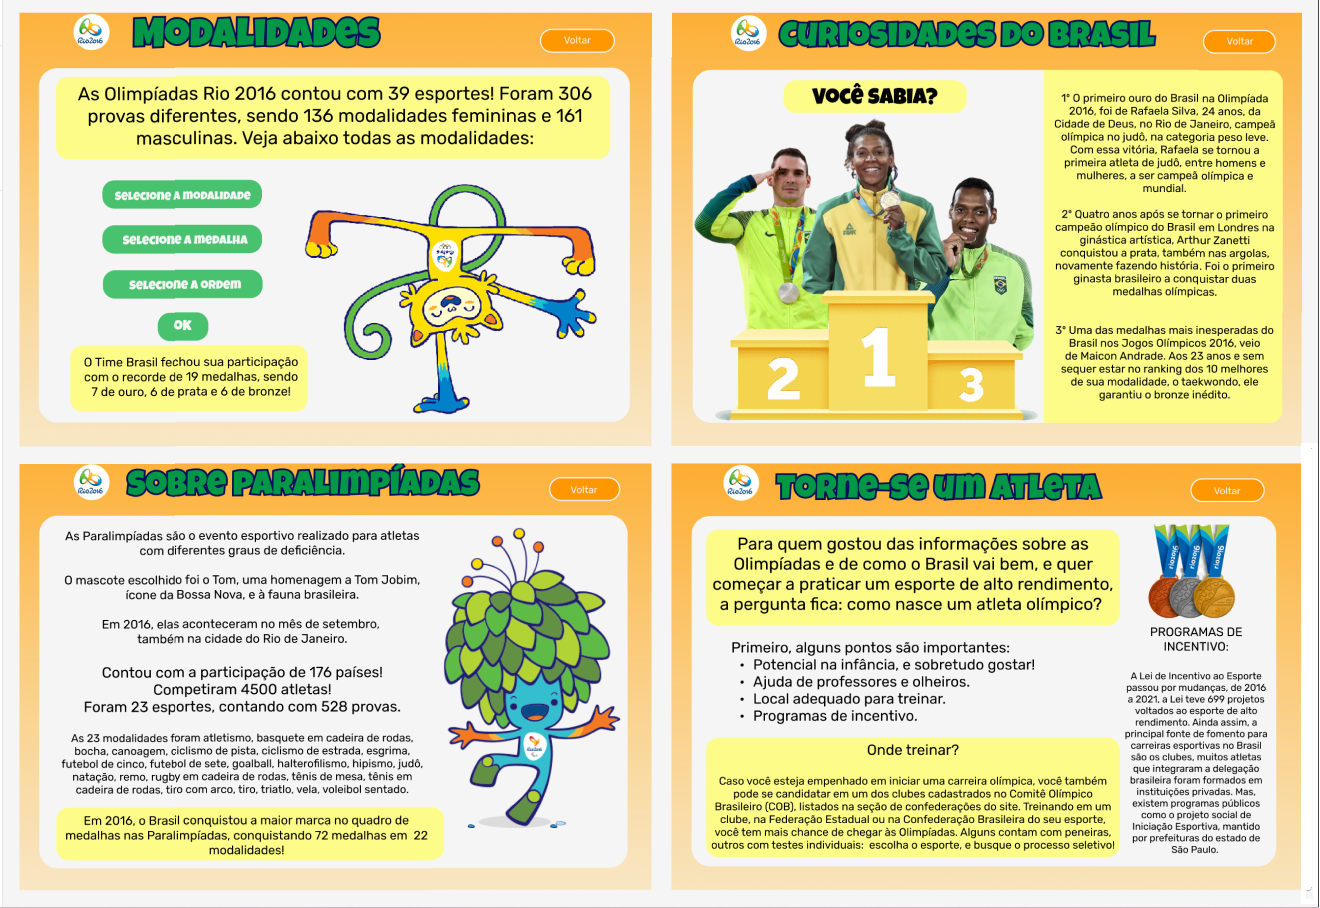 Rio2016
MODALIDADES
Voltar
As Olimpíadas Rio 2016 contou com 39 esportes! Foram 306
provas diferentes, sendo 136 modalidades femininas e 161
masculinas. Veja abaixo todas as modalidades:
SELECIONE A MODALIDADE
SELECIONE A MEDALHA
SELECIONE A ORDEM
OK
O Time Brasil fechou sua participação
com o recorde de 19 medalhas, sendo
7 de ouro, 6 de prata e 6 de bronze!
Rio2016
CURIOSIDADES DO BRASIL
Voltar
VOCÊ SABIA?
2
1
3
1° O primeiro ouro do Brasil na Olimpíada
2016, foi de Rafaela Silva, 24 anos, da
Cidade de Deus, no Rio de Janeiro, campeã
olímpica no judô, na categoria peso leve.
Com essa vitória, Rafaela se tornou a
primeira atleta de judô, entre homens e
mulheres, a ser campeã olímpica e
mundial.
2° Quatro anos após se tornar o primeiro
campeão olímpico do Brasil em Londres na
ginástica artística, Arthur Zanetti
conquistou a prata, também nas argolas,
novamente fazendo história. Foi o primeiro
ginasta brasileiro a conquistar duas
medalhas olímpicas.
3° Uma das medalhas mais inesperadas do
Brasil nos Jogos Olímpicos 2016, veio
de Maicon Andrade. Aos 23 anos e sem
sequer estar no ranking dos 10 melhores
de sua modalidade, o taekwondo, ele
garantiu o bronze inédito.
Rio2016
SOBRE PARALIMPÍADAS
Voltar
As Paralimpíadas são o evento esportivo realizado para atletas
com diferentes graus de deficiência.
O mascote escolhido foi o Tom, uma homenagem a Tom Jobim,
ícone da Bossa Nova, e à fauna brasileira.
Em 2016, elas aconteceram no mês de setembro,
também na cidade do Rio de Janeiro.
Contou com a participação de 176 países!
Competiram 4500 atletas!
Foram 23 esportes, contando com 528 provas.
As 23 modalidades foram atletismo, basquete em cadeira de rodas,
bocha, canoagem, ciclismo de pista, ciclismo de estrada, esgrima,
futebol de cinco, futebol de sete, goalball, halterofilismo, hipismo, judô,
natação, remo, rugby em cadeira de rodas, tênis de mesa, tênis em
cadeira de rodas, tiro com arco, tiro, triatlo, vela, voleibol sentado.
Em 2016, o Brasil conquistou a maior marca no quadro de
medalhas nas Paralimpíadas, conquistando 72 medalhas em 22
modalidades!
Rio2016
TORNE-SE UM ATLETA
Voltar
Para quem gostou das informações sobre as
Olimpíadas e de como o Brasil vai bem, e quer
começar a praticar um esporte de alto rendimento,
a pergunta fica: como nasce um atleta olímpico?
Primeiro, alguns pontos são importantes:
• Potencial na infância, e sobretudo gostar!
• Ajuda de professores e olheiros.
• Local adequado para treinar.
• Programas de incentivo.
Onde treinar?
Caso você esteja empenhado em iniciar uma carreira olímpica, você também
pode se candidatar em um dos clubes cadastrados no Comitê Olímpico
Brasileiro (COB), listados na seção de confederações do site. Treinando em um
clube, na Federação Estadual ou na Confederação Brasileira do seu esporte,
você tem mais chance de chegar às Olimpíadas. Alguns contam com peneiras,
outros com testes individuais: escolha o esporte, e busque o processo seletivo!
PROGRAMAS DE
INCENTIVO:
A Lei de Incentivo ao Esporte
passou por mudanças, de 2016
a 2021, a Lei teve 699 projetos
voltados ao esporte de alto
rendimento. Ainda assim, a
principal fonte de fomento para
carreiras esportivas no Brasil
são os clubes, muitos atletas
que integraram a delegação
brasileira foram formados em
instituições privadas. Mas,
existem programas públicos
como o projeto social de
Iniciação Esportiva, mantido
por prefeituras do estado de
São Paulo.